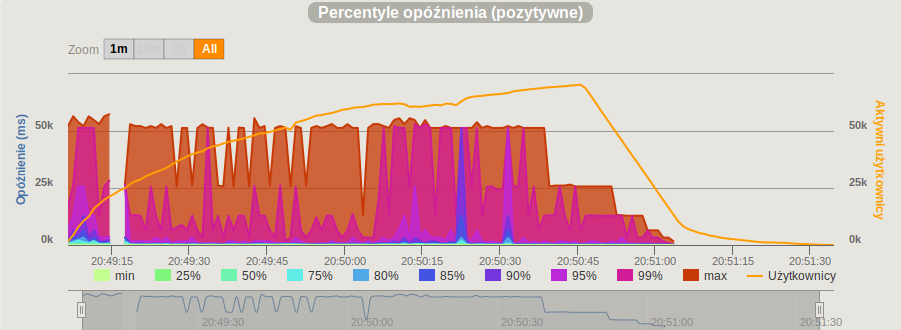 Percentyle opóźnienia (pozytywne)
Zoom 1m 10m 1h All
Opóźnienie (ms)
50k
25k
0k
50k
25k
0k
Aktywni użytkownicy
20:49:15 20:49:30 20:49:45 20:50:00 20:50:15 20:50:30 20:50:45 20:51:00 20:51:15 20:51:30
min 25% 50% 75% 80% 85% 90% 95% 99% max Użytkownicy
20:49:30 20:50:00 20:50:30 20:51:00 20:51:30